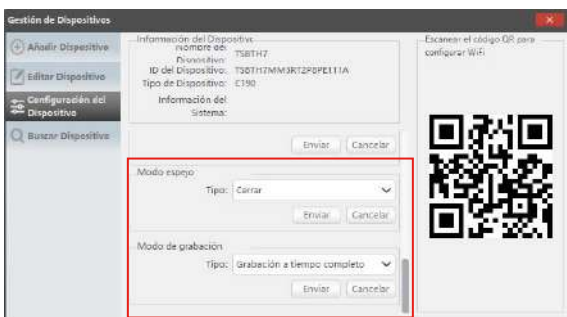 Gestión de Dispositivos
Añadir Dispositivo
Editar Dispositivo
Configuración del
Dispositivo
Buscar Dispositivo
Información del Dispositivo
Nombre del
Dispositivo: TSBTH7
ID del Dispositivo:
Tipo de Dispositivo: C190
Información del
Sistema:
Enviar Cancelar
Modo espejo
Tipo: Cerrar
Enviar Cancelar
Modo de grabación
Tipo: Grabación a tiempo completo
Enviar Cancelar
Escanear el código QR para
configurar WiFi